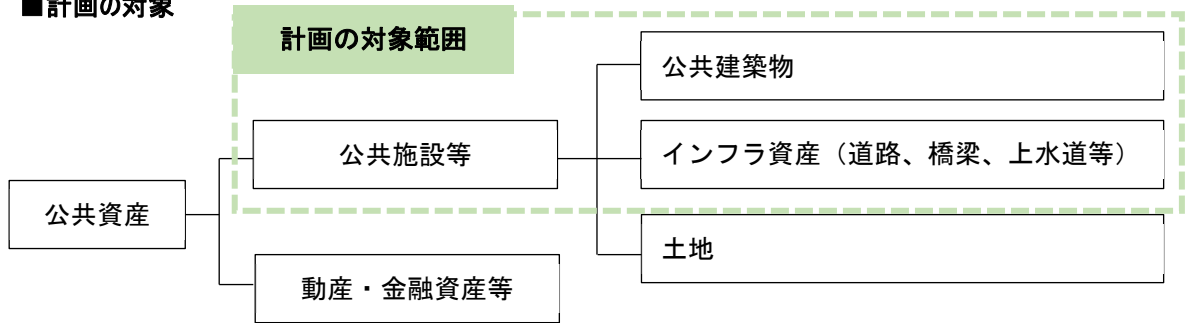 ■計画の対象
計画の対象範囲
公共建築物
公共施設等
インフラ資産（道路、橋梁、上水道等）
公共資産
土地
動産・金融資産等